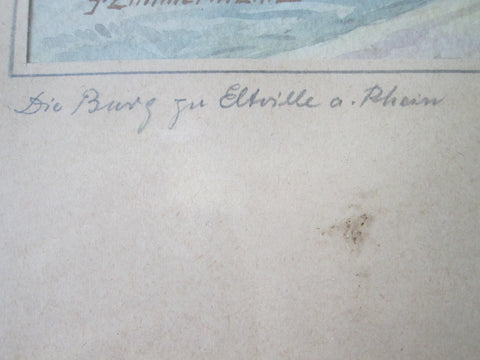 Die Burg zu Eltville a. Rhein